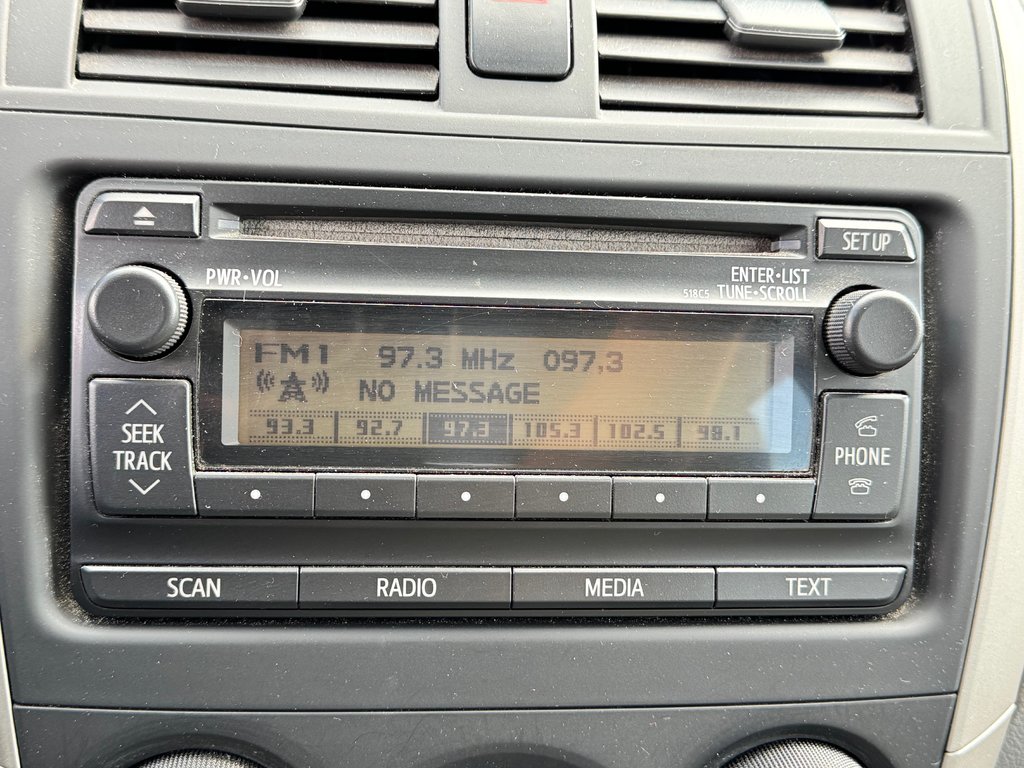 SET UP
PWR•VOL
ENTER•LIST
518C5 TUNE•SCROLL
FM1 97.3 MHz 097,3
NO MESSAGE
93.3 92.7 97.3 105.3 102.5 98.1
SEEK
TRACK
PHONE
SCAN RADIO MEDIA TEXT